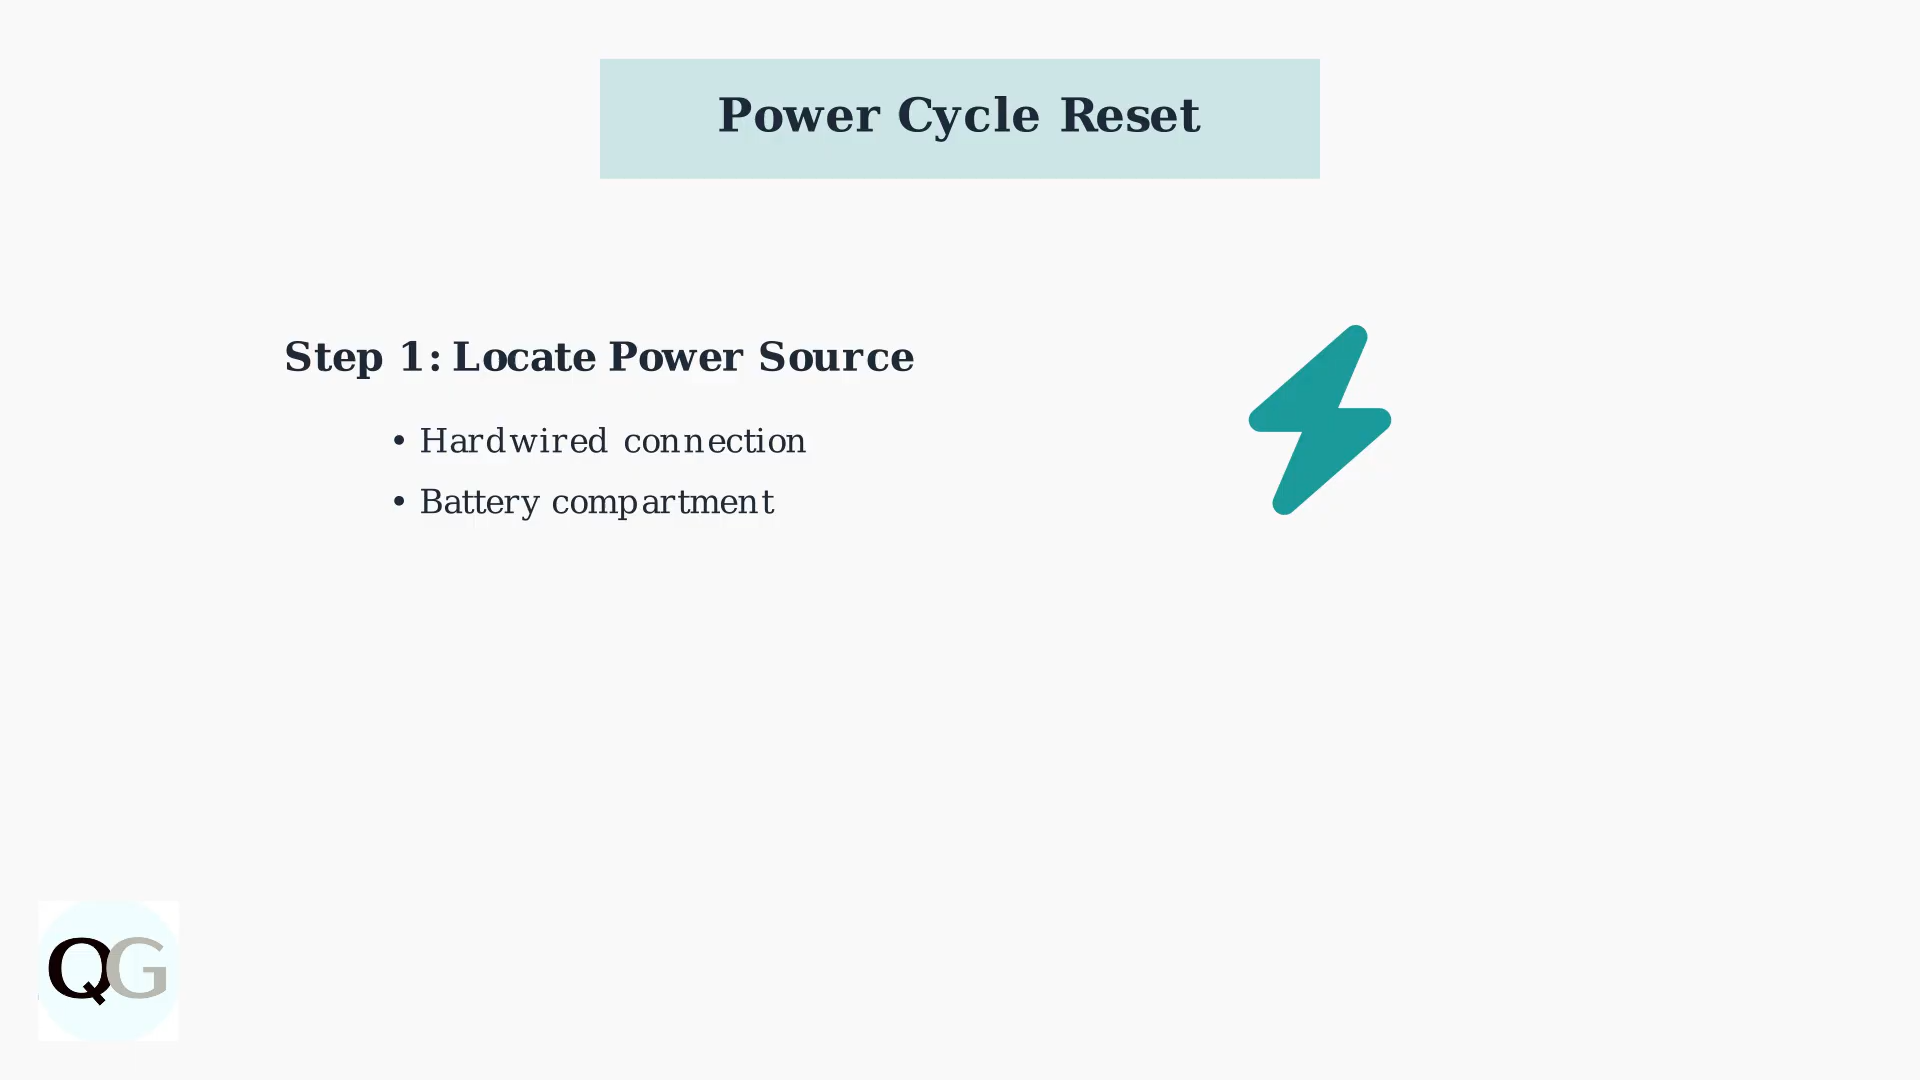 Power Cycle Reset
Step 1: Locate Power Source
• Hardwired connection
• Battery compartment
QG